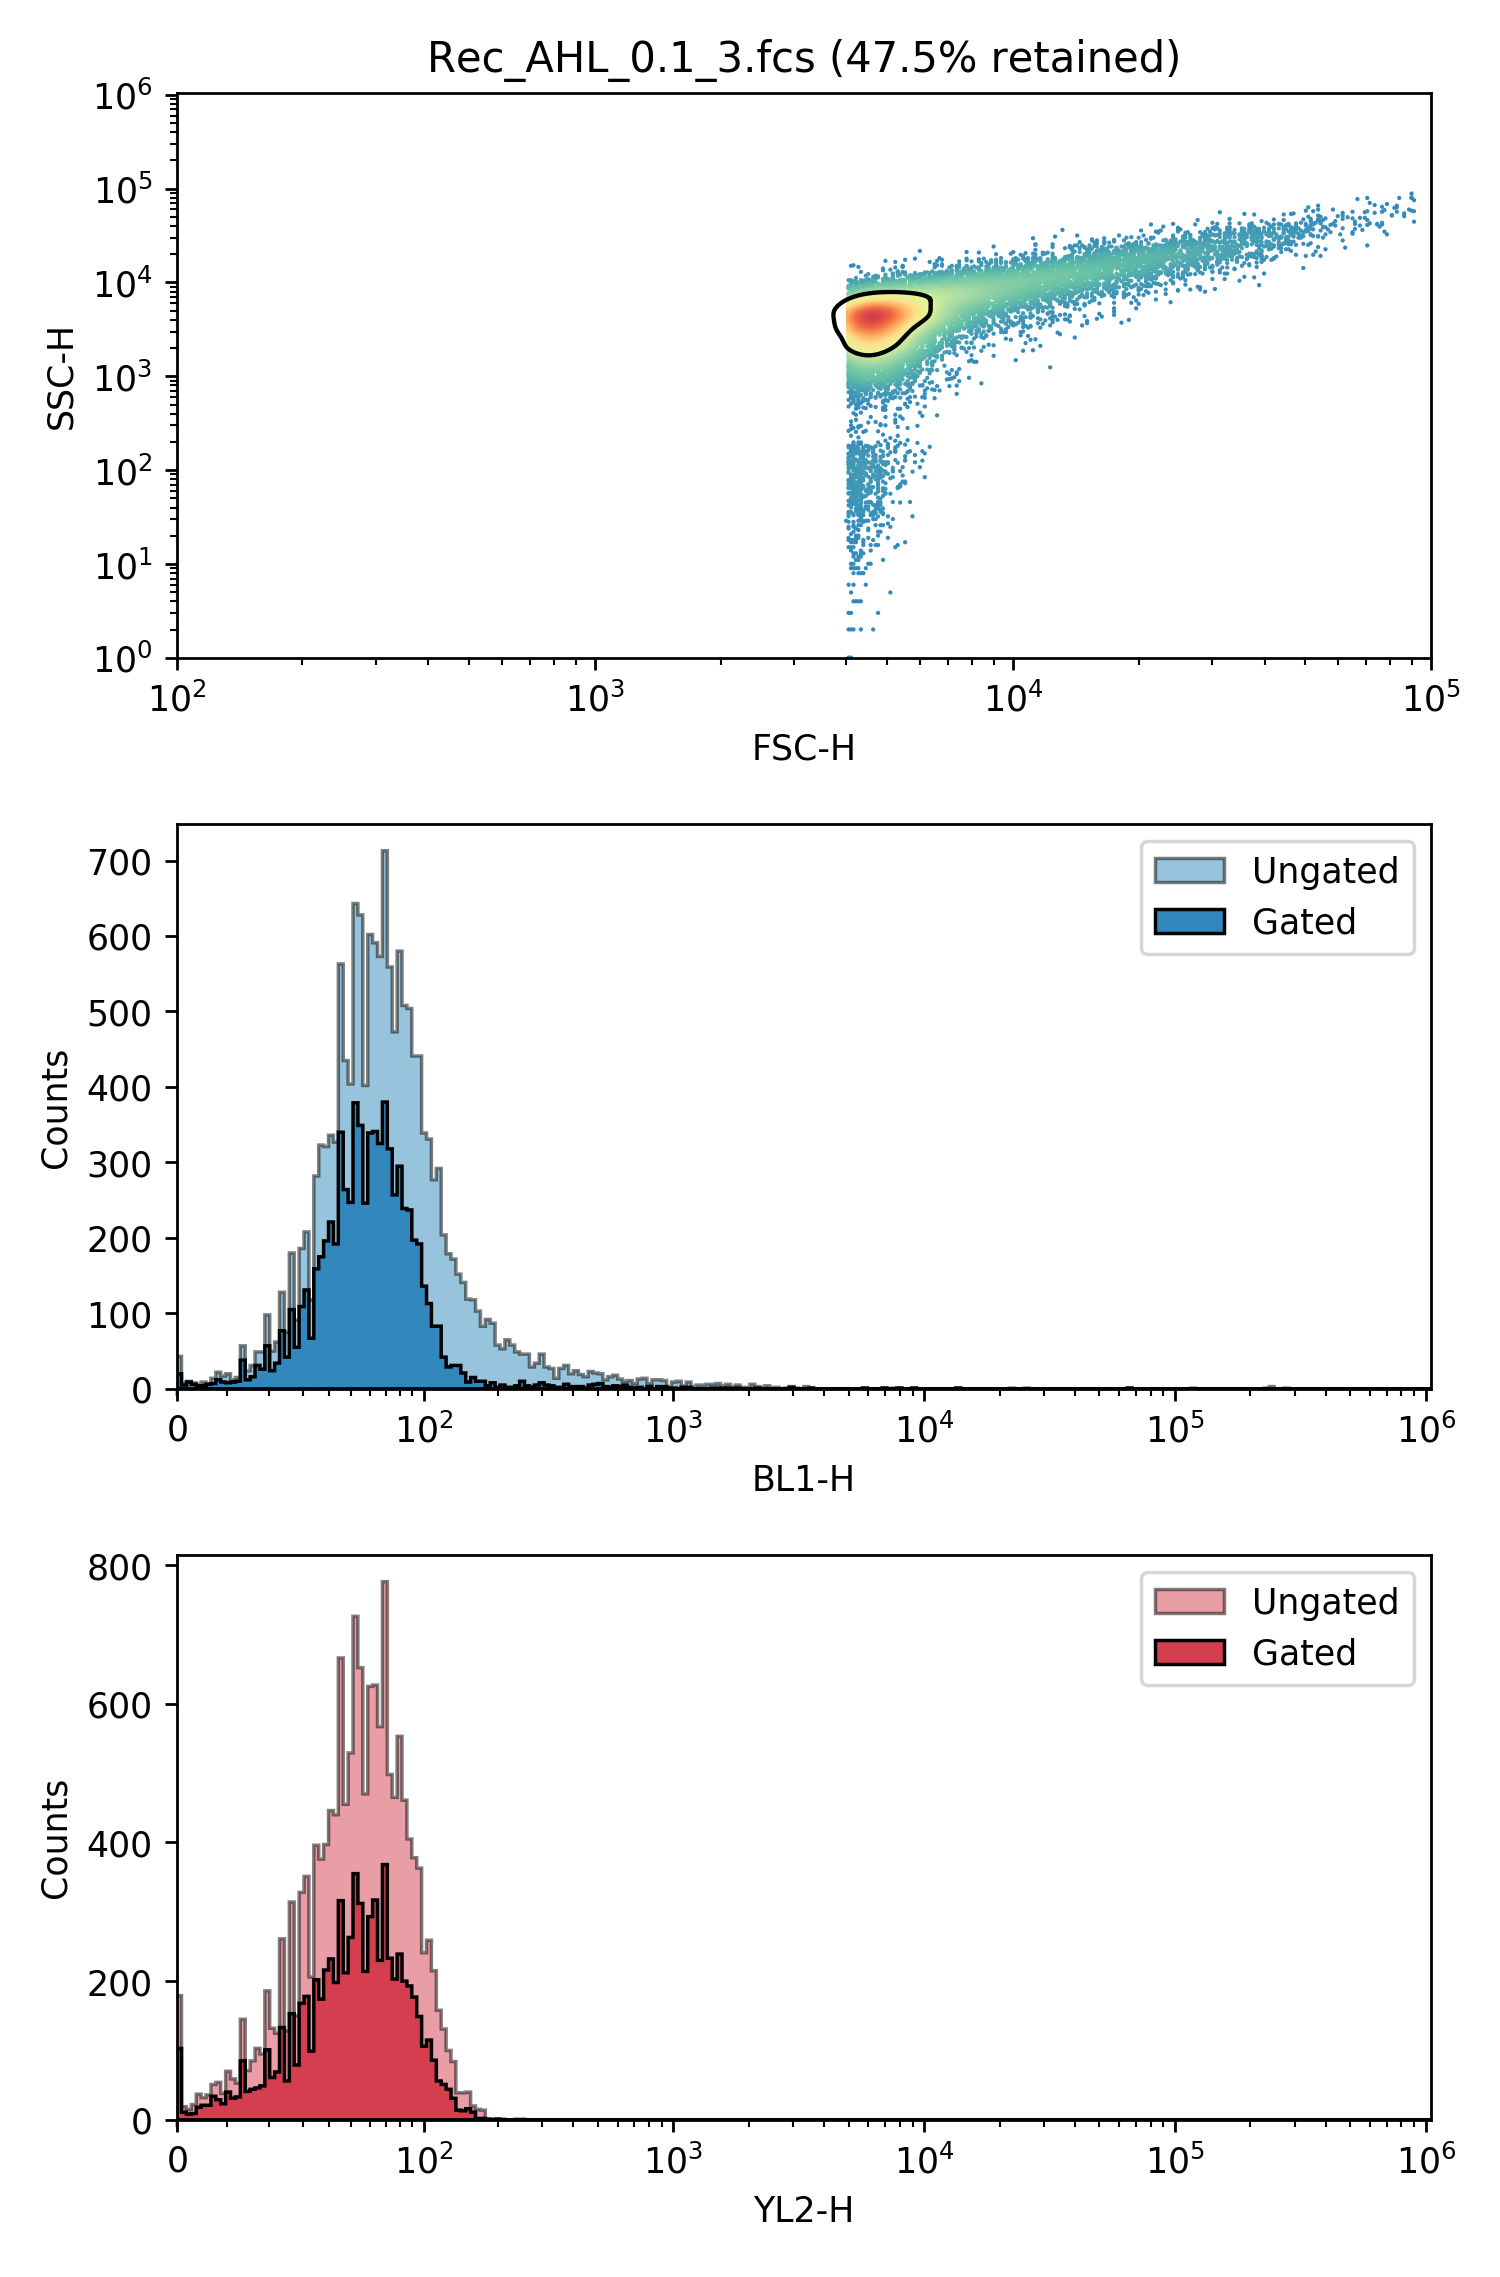 Rec_AHL_0.1_3.fcs (47.5% retained)
10⁶
10⁵
10⁴
10³
10²
10¹
10⁰
SSC-H
10² 10³ 10⁴ 10⁵
FSC-H
700
600
500
400
300
200
100
0
Counts
Ungated
Gated
0 10² 10³ 10⁴ 10⁵ 10⁶
BL1-H
800
600
400
200
0
Counts
Ungated
Gated
0 10² 10³ 10⁴ 10⁵ 10⁶
YL2-H